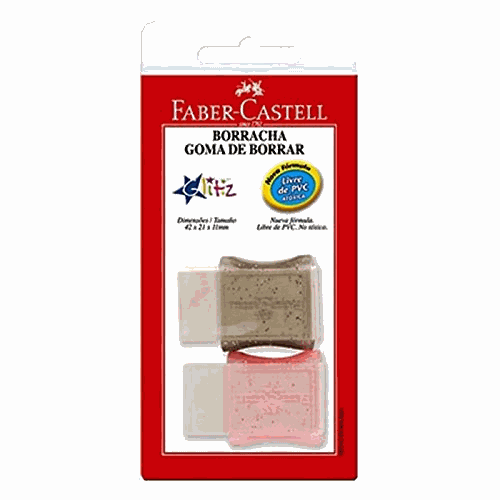 FABER-CASTELL
since 1761
BORRACHA
GOMA DE BORRAR
Glitz
Nova Fórmula
Livre
de PVC
ATÓXICA
Dimensões / Tamaño
42 x 21 x 11mm
Nueva fórmula.
Libre de PVC. No tóxica.